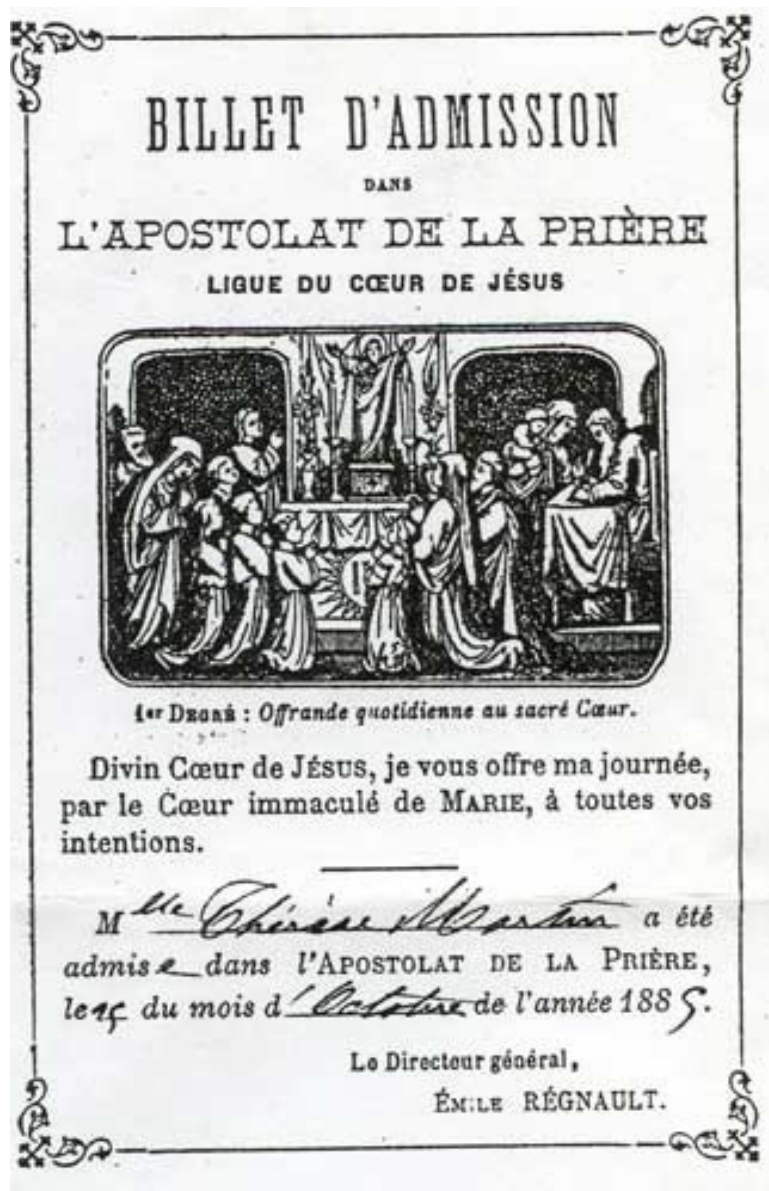 BILLET D'ADMISSION
DANS
L'APOSTOLAT DE LA PRIÈRE
LIGUE DU CŒUR DE JÉSUS
1er DEGRÉ : Offrande quotidienne au sacré Cœur.
Divin Cœur de JÉSUS, je vous offre ma journée,
par le Cœur immaculé de MARIE, à toutes vos
intentions.
Mlle Thérèse Martin a été
admise dans l'APOSTOLAT DE LA PRIÈRE,
le 15 du mois d'Octobre de l'année 1885.
Le Directeur général,
ÉMILE RÉGNAULT.